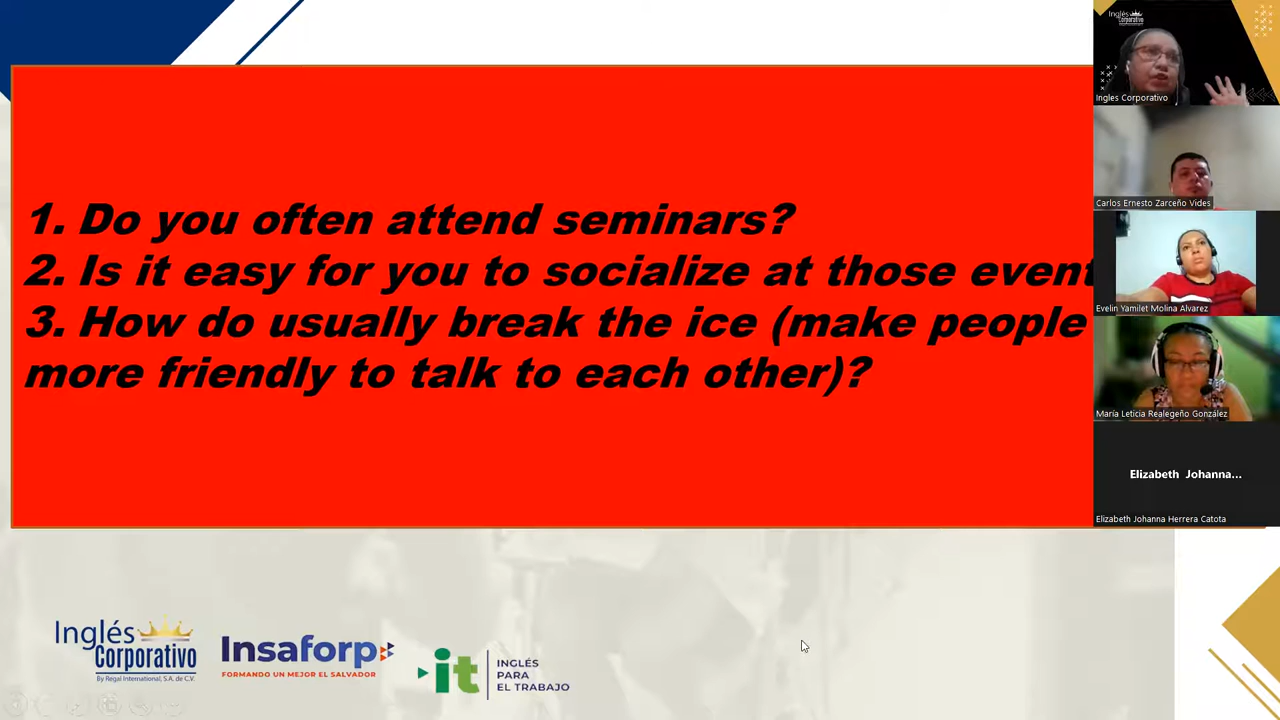 1. Do you often attend seminars?
2. Is it easy for you to socialize at those event
3. How do usually break the ice (make people
more friendly to talk to each other)?
Inglés
Corporativo
Ingles Corporativo
Carlos Ernesto Zarceño Vides
Evelin Yamilet Molina Alvarez
María Leticia Realegeño González
Elizabeth Johanna...
Elizabeth Johanna Herrera Catota
Inglés
Corporativo
By Regal International, S.A. de C.V.
Insaforp
FORMANDO UN MEJOR EL SALVADOR
it
INGLÉS
PARA
EL TRABAJO